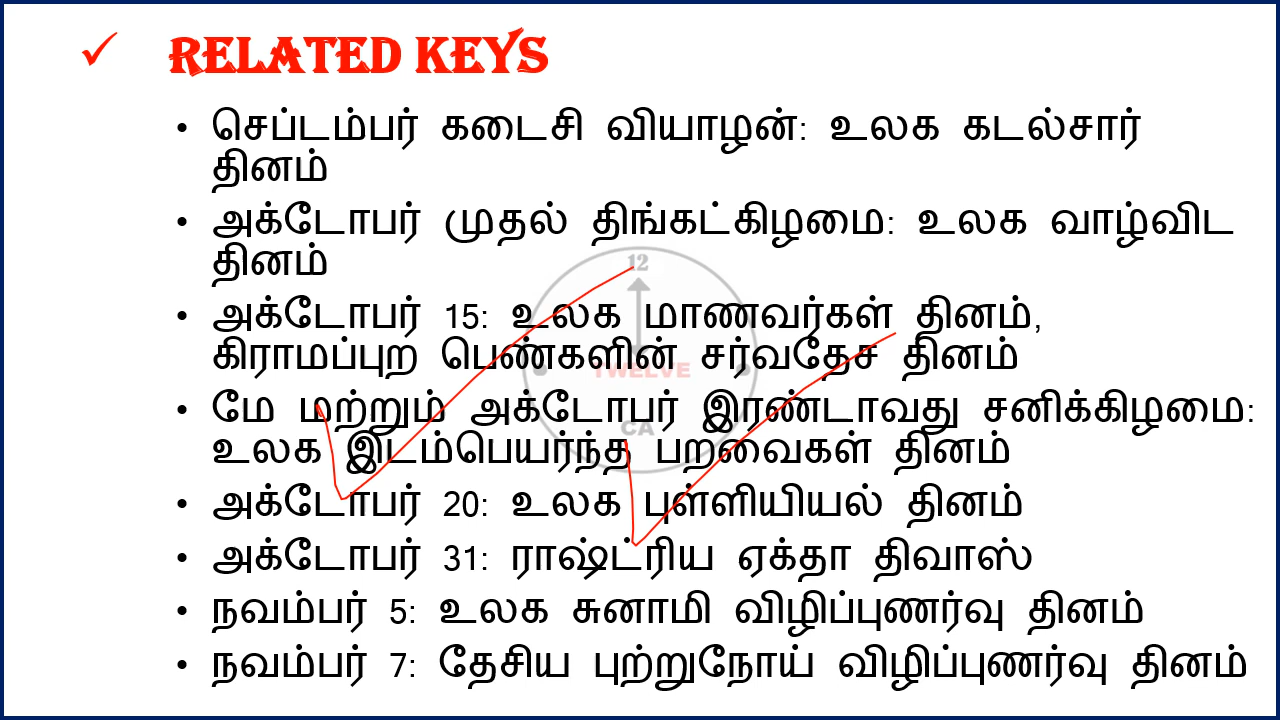 ✓ RELATED KEYS
• செப்டம்பர் கடைசி வியாழன்: உலக கடல்சார்
தினம்
• அக்டோபர் முதல் திங்கட்கிழமை: உலக வாழ்விட
தினம்
• அக்டோபர் 15: உலக மாணவர்கள் தினம்,
கிராமப்புற பெண்களின் சர்வதேச தினம்
• மே மற்றும் அக்டோபர் இரண்டாவது சனிக்கிழமை:
உலக இடம்பெயர்ந்த பறவைகள் தினம்
• அக்டோபர் 20: உலக புள்ளியியல் தினம்
• அக்டோபர் 31: ராஷ்ட்ரிய ஏக்தா திவாஸ்
• நவம்பர் 5: உலக சுனாமி விழிப்புணர்வு தினம்
• நவம்பர் 7: தேசிய புற்றுநோய் விழிப்புணர்வு தினம்
12
TWELVE
CA